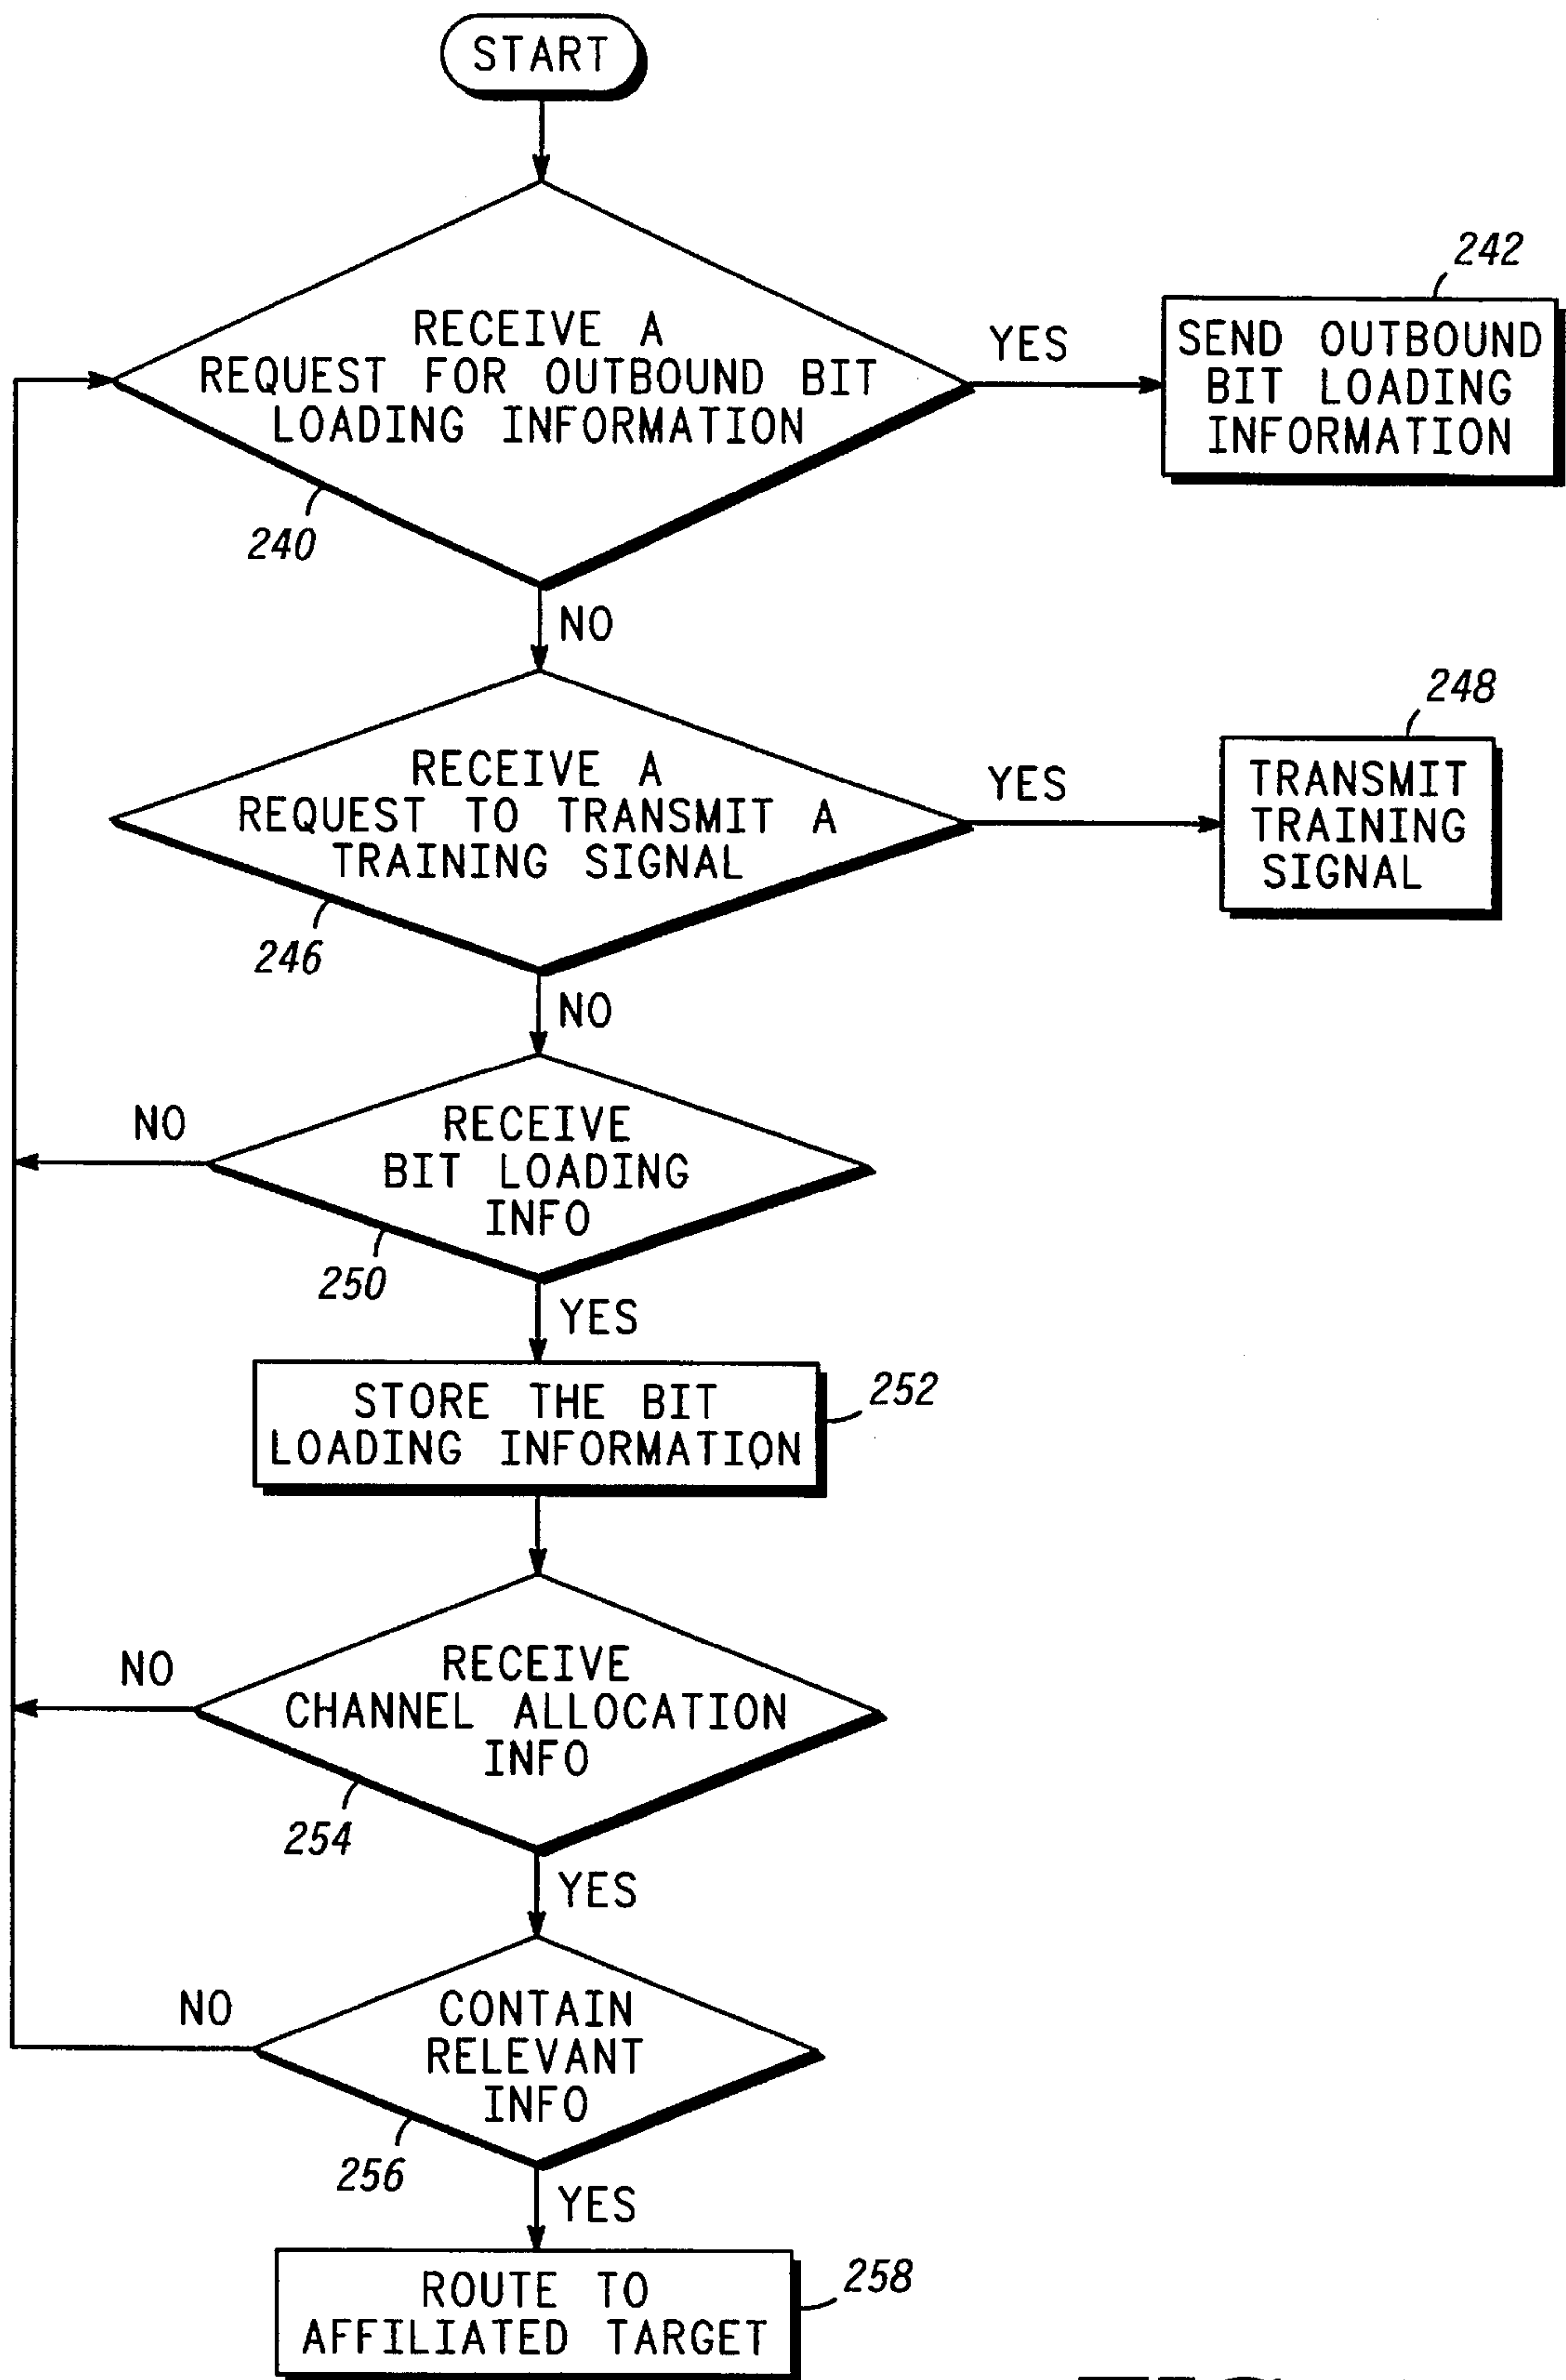 START
RECEIVE A
REQUEST FOR OUTBOUND BIT
LOADING INFORMATION
240
YES
242
SEND OUTBOUND
BIT LOADING
INFORMATION
NO
RECEIVE A
REQUEST TO TRANSMIT A
TRAINING SIGNAL
246
YES
248
TRANSMIT
TRAINING
SIGNAL
NO
RECEIVE
BIT LOADING
INFO
250
NO
YES
STORE THE BIT
LOADING INFORMATION
252
RECEIVE
CHANNEL ALLOCATION
INFO
254
NO
YES
CONTAIN
RELEVANT
INFO
256
NO
YES
ROUTE TO
AFFILIATED TARGET
258